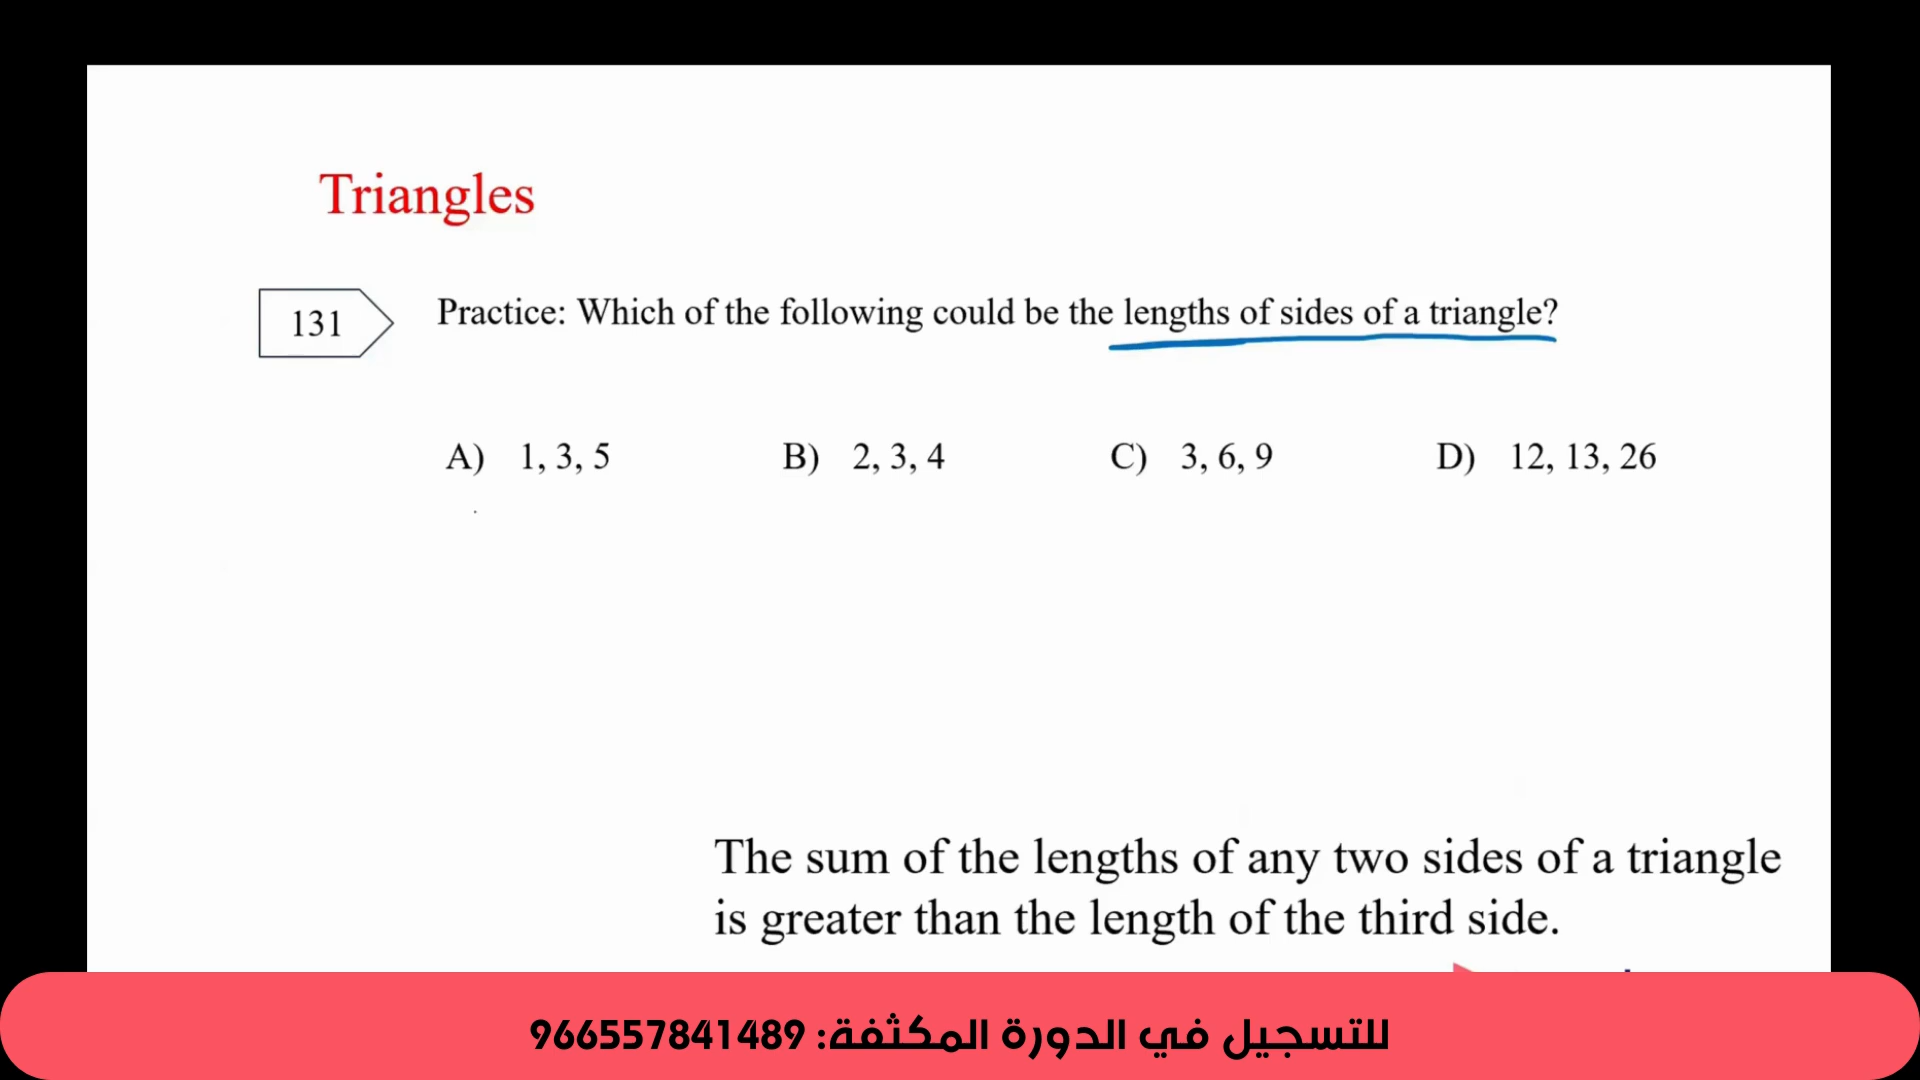 Triangles
131
Practice: Which of the following could be the lengths of sides of a triangle?
A) 1, 3, 5 B) 2, 3, 4 C) 3, 6, 9 D) 12, 13, 26
The sum of the lengths of any two sides of a triangle
is greater than the length of the third side.
للتسجيل في الدورة المكثفة: 966557841489